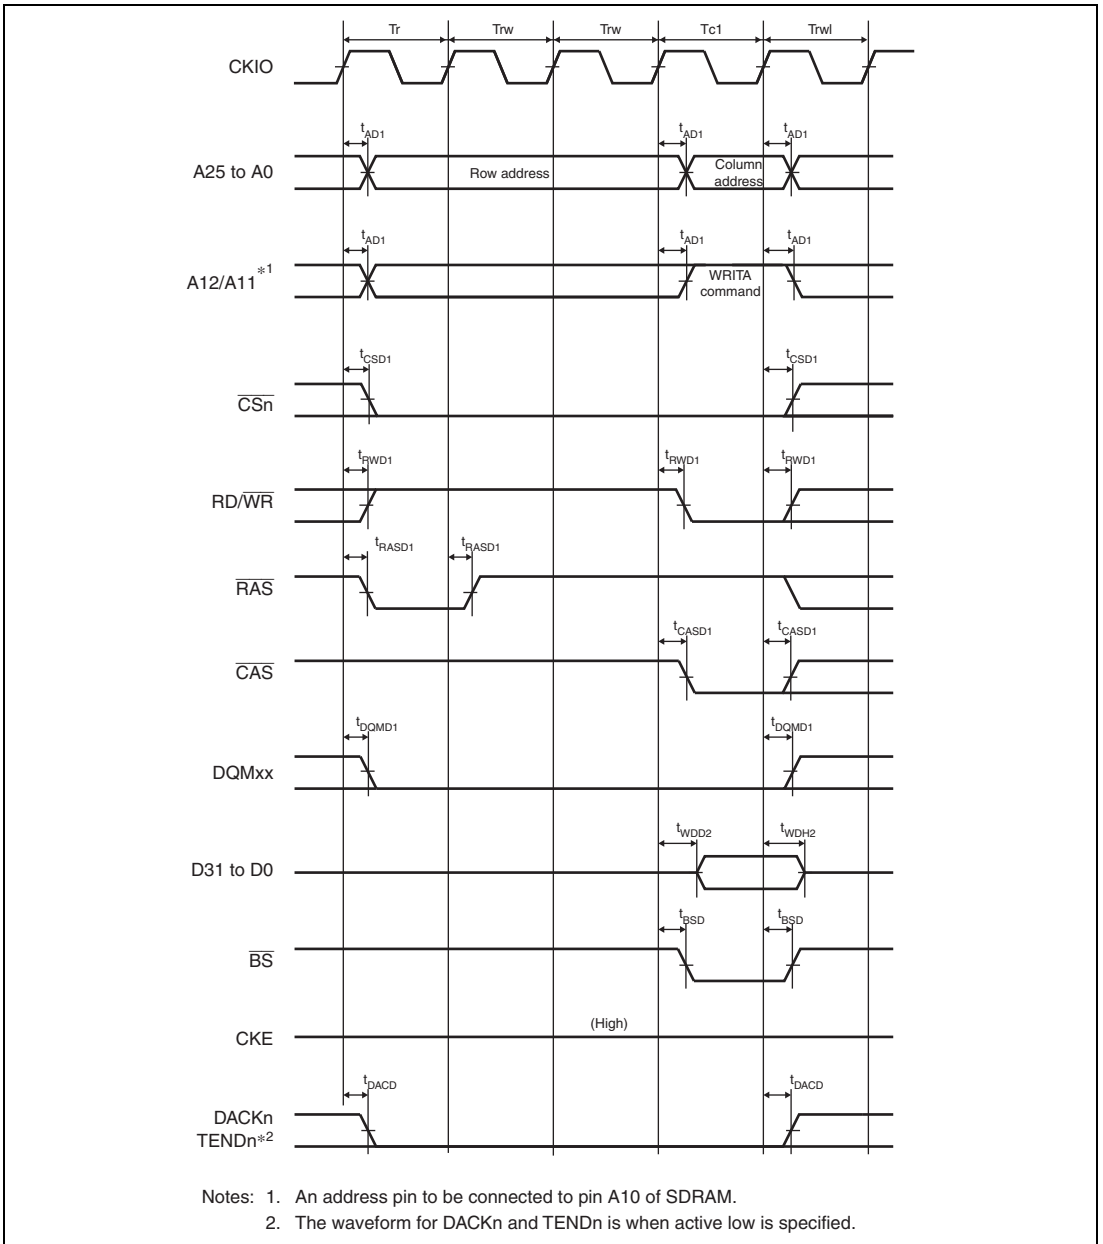 Tr Trw Trw Tc1 Trwl
CKIO
tAD1 tAD1 tAD1
A25 to A0 Row address Column address
tAD1 tAD1 tAD1
A12/A11*1 WRITA command
tCSD1 tCSD1
CSn
tRWD1 tRWD1 tRWD1
RD/WR
tRASD1 tRASD1
RAS
tCASD1 tCASD1
CAS
tDQMD1 tDQMD1
DQMxx
tWDD2 tWDH2
D31 to D0
tBSD tBSD
BS
(High)
CKE
tDACD tDACD
DACKn
TENDn*2
Notes: 1. An address pin to be connected to pin A10 of SDRAM.
2. The waveform for DACKn and TENDn is when active low is specified.